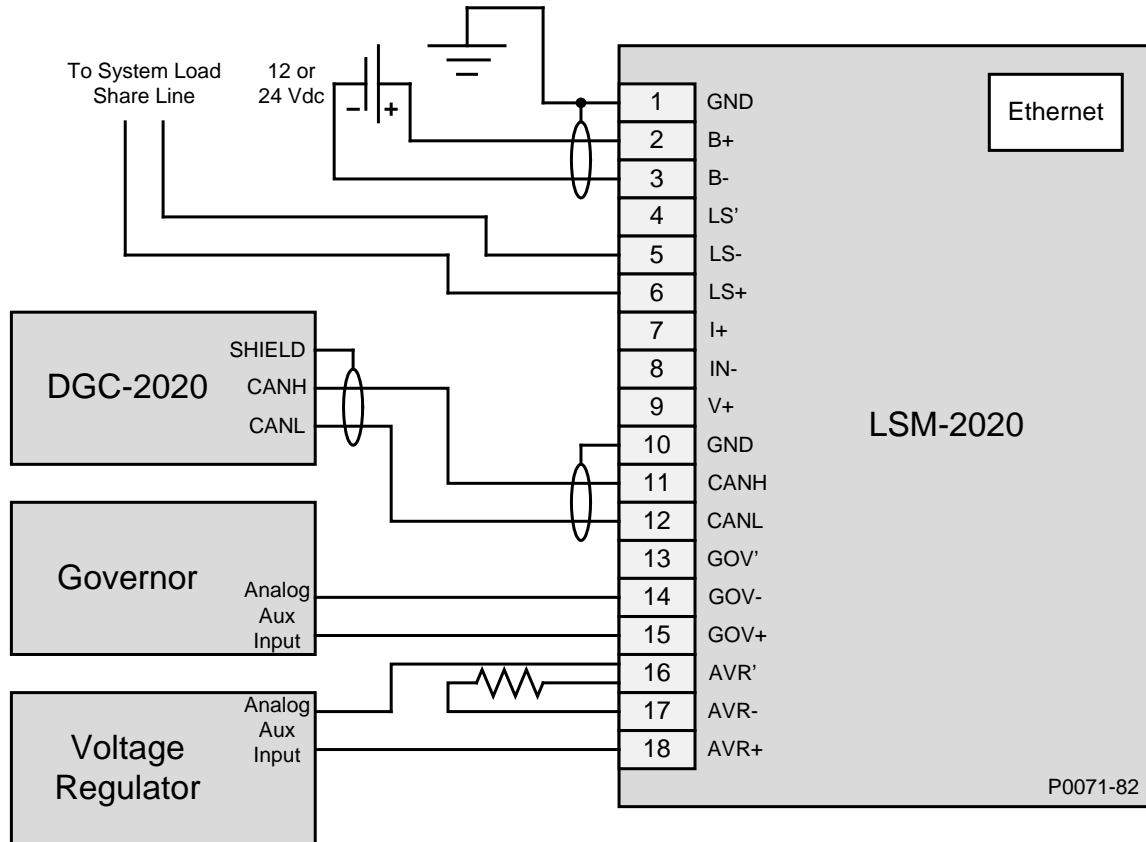 To System Load
Share Line
12 or
24 Vdc
–
+
1 GND
2 B+
3 B-
4 LS’
5 LS-
6 LS+
7 I+
8 IN-
9 V+
10 GND
11 CANH
12 CANL
13 GOV’
14 GOV-
15 GOV+
16 AVR’
17 AVR-
18 AVR+
Ethernet
LSM-2020
P0071-82
DGC-2020
SHIELD
CANH
CANL
Governor
Analog
Aux
Input
Voltage
Regulator
Analog
Aux
Input